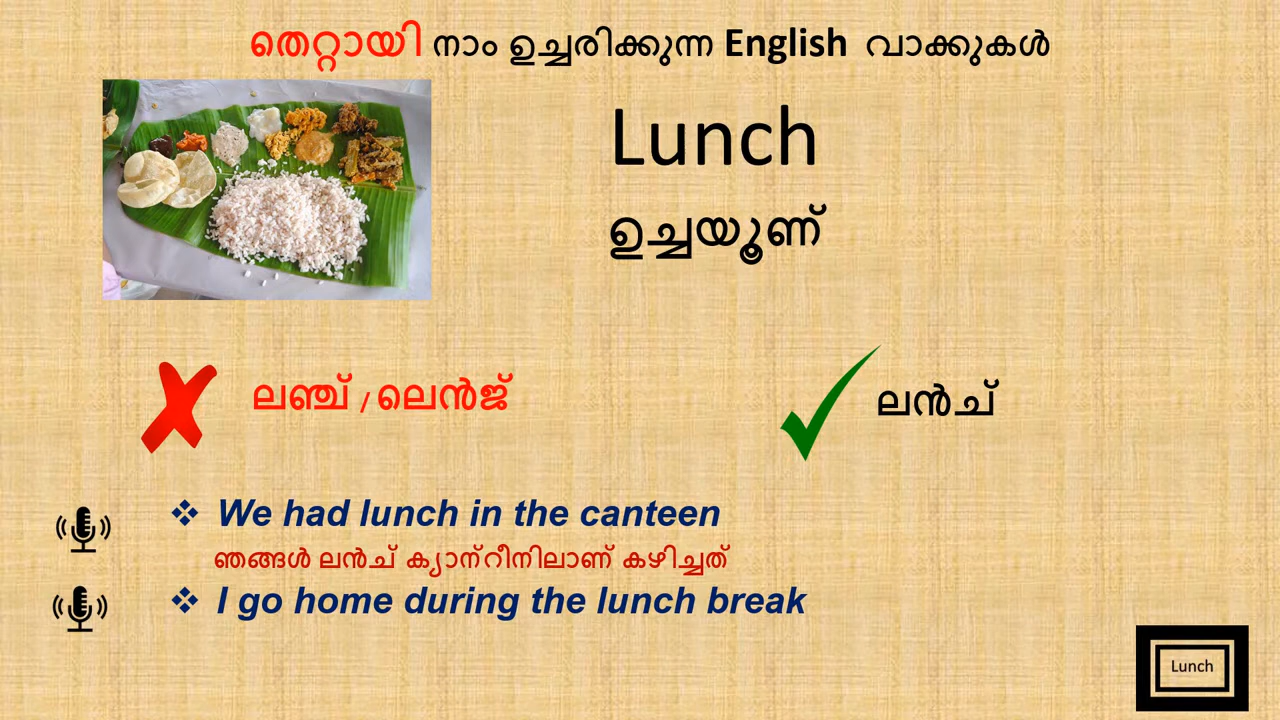 തെറ്റായി നാം ഉച്ചരിക്കുന്ന English വാക്കുകൾ
Lunch
ഉച്ചയൂണ്
ലഞ്ച് / ലെൻജ്
ലൻച്
We had lunch in the canteen
ഞങ്ങൾ ലൻച് ക്യാന്റീനിലാണ് കഴിച്ചത്
I go home during the lunch break
Lunch